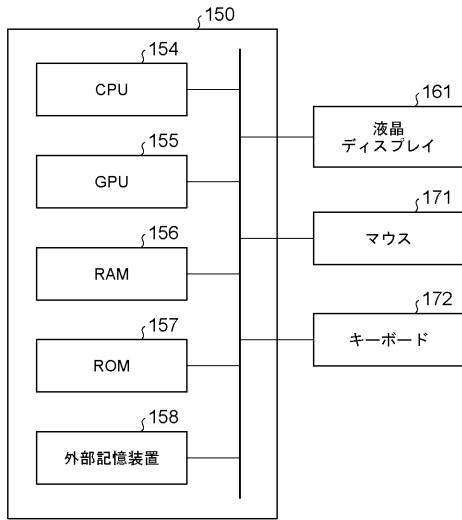 150
154
CPU
155
GPU
156
RAM
157
ROM
158
外部記憶装置
161
液晶
ディスプレイ
171
マウス
172
キーボード